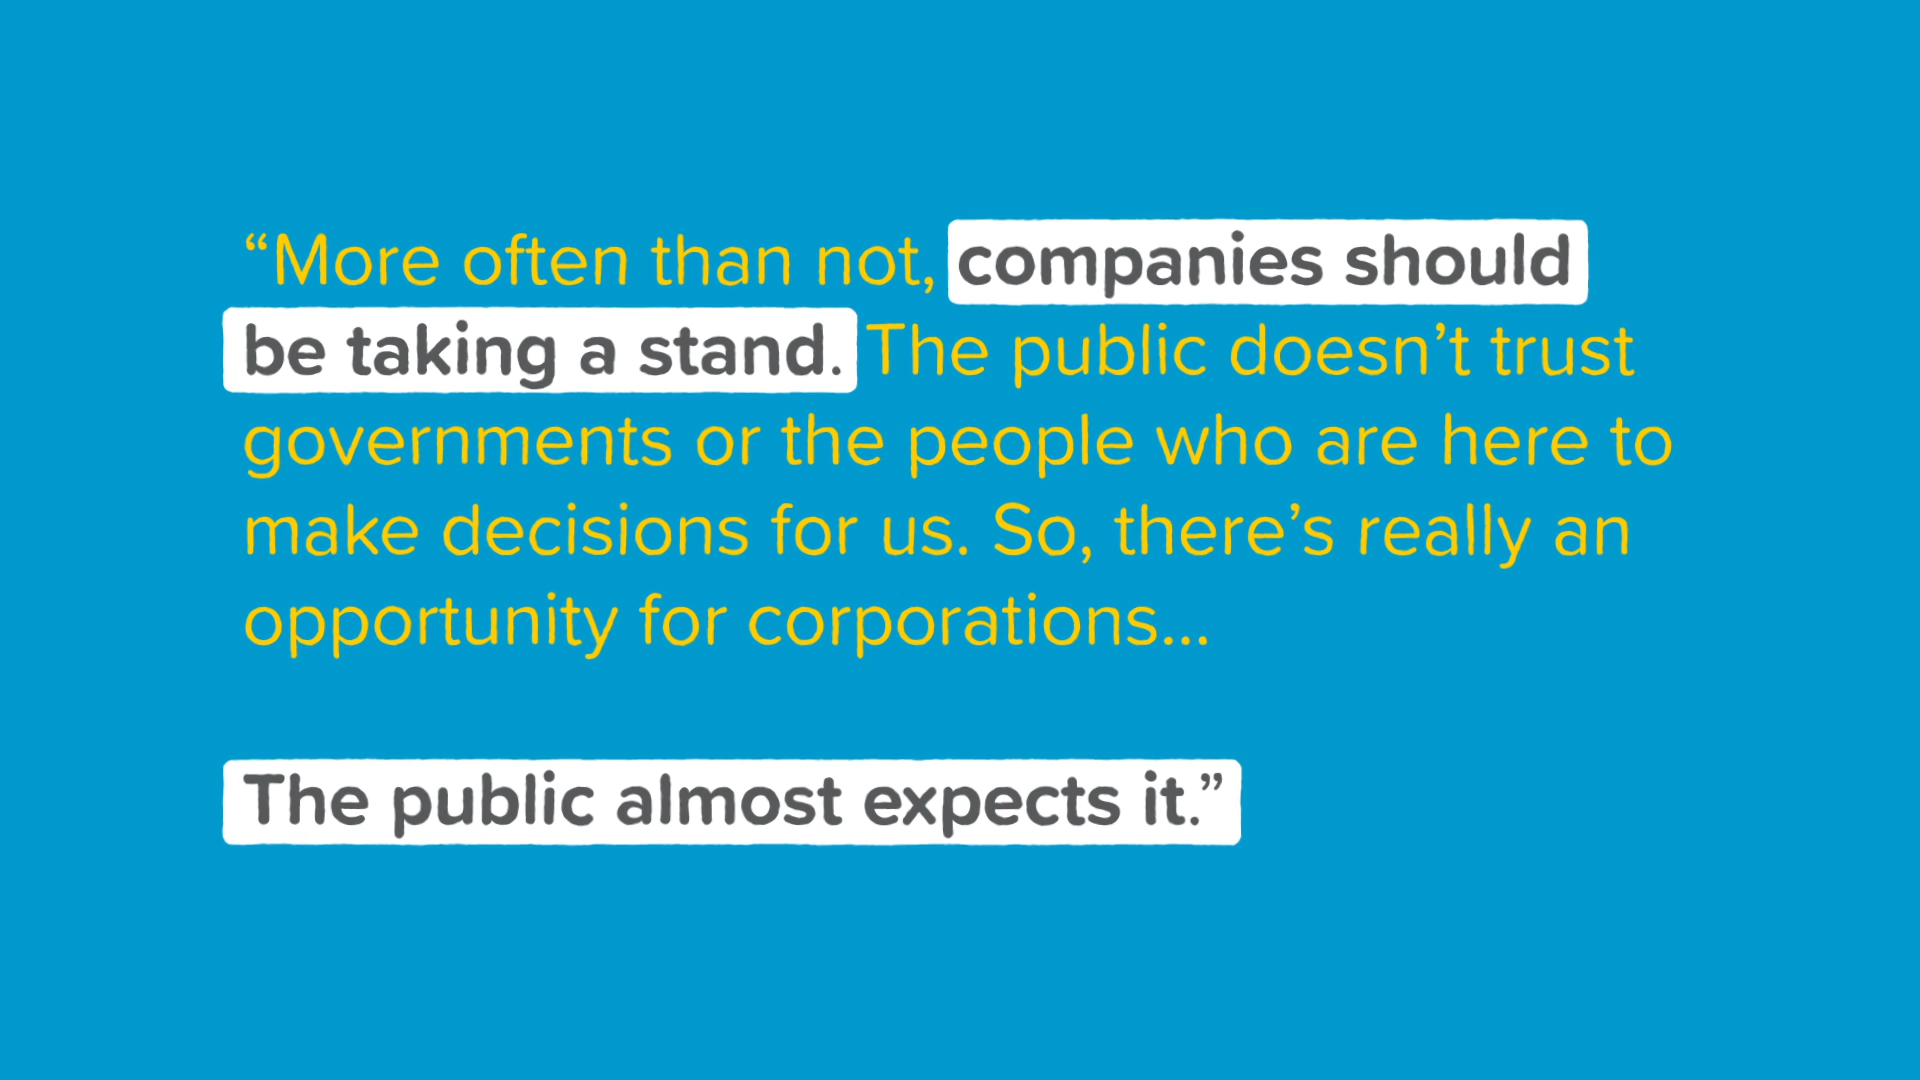 “More often than not, companies should
be taking a stand. The public doesn’t trust
governments or the people who are here to
make decisions for us. So, there’s really an
opportunity for corporations...
The public almost expects it.”